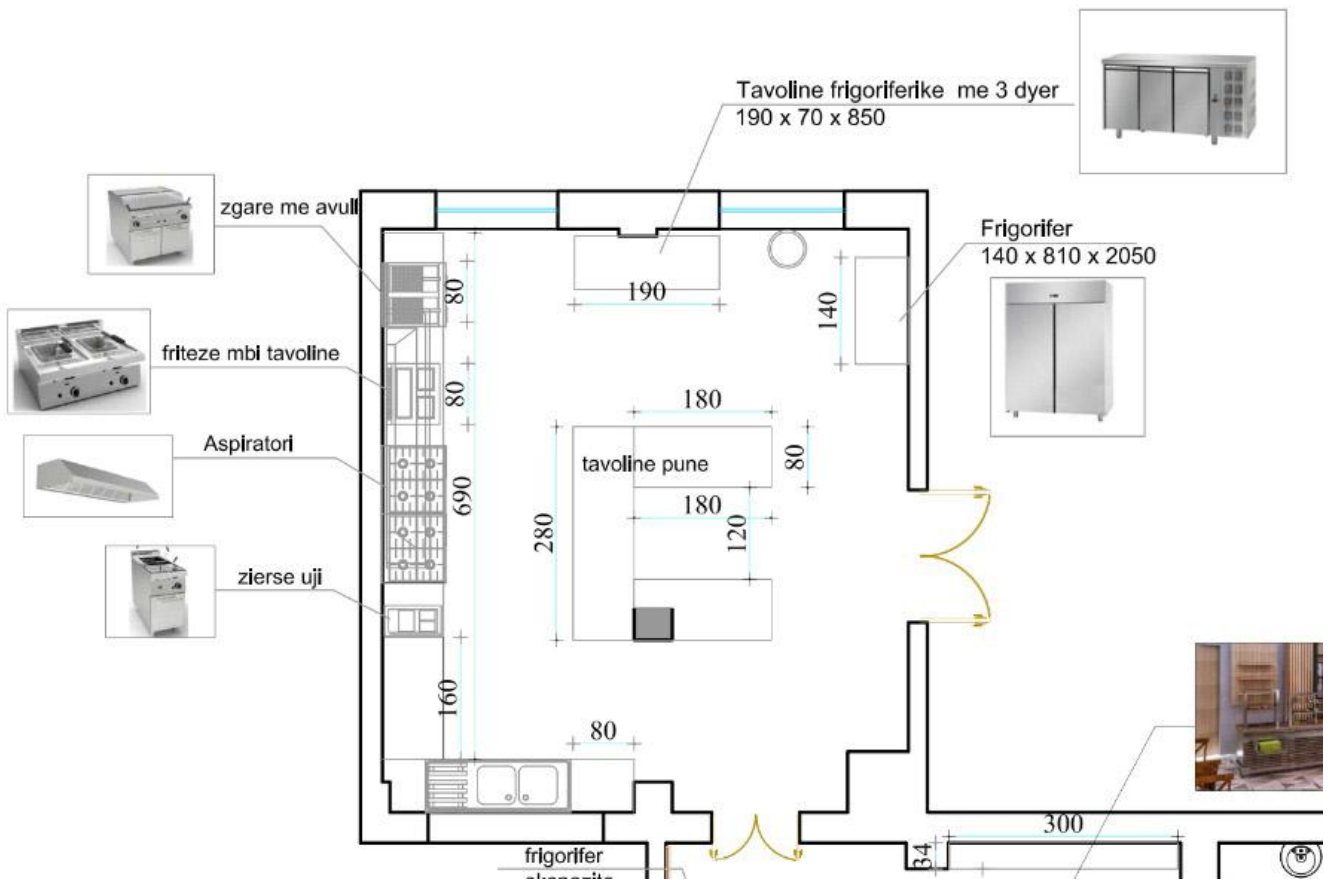 Tavoline frigoriferike me 3 dyer
190 x 70 x 850
zgare me avull
Frigorifer
140 x 810 x 2050
80
190
140
friteze mbi tavoline
80
180
Aspiratori
tavoline pune
80
690
180
280
120
zierse uji
160
80
300
34
frigorifer